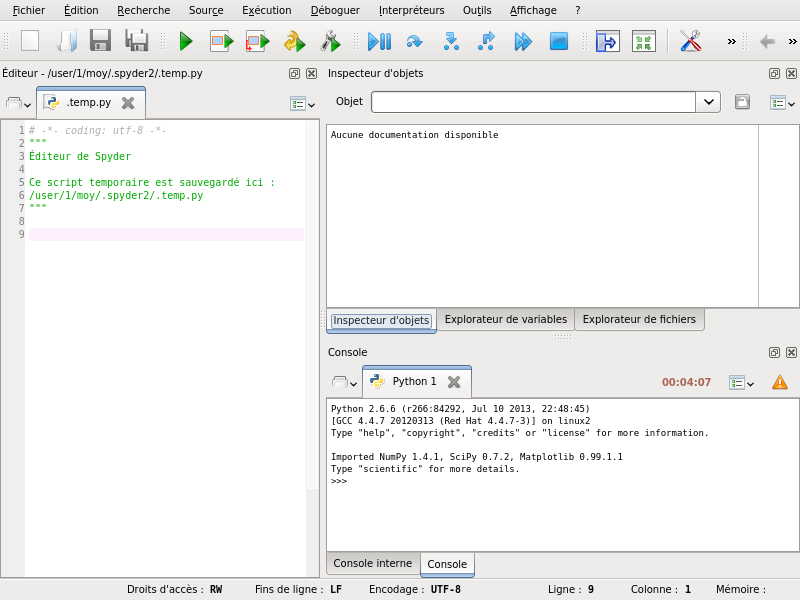 Fichier Édition Recherche Source Exécution Déboguer Interpréteurs Outils Affichage ?
Éditeur - /user/1/moy/.spyder2/.temp.py
.temp.py
1 # -*- coding: utf-8 -*-
2 """
3 Éditeur de Spyder
4
5 Ce script temporaire est sauvegardé ici :
6 /user/1/moy/.spyder2/.temp.py
7 """
8
9
Inspecteur d'objets
Objet
Aucune documentation disponible
Inspecteur d'objets Explorateur de variables Explorateur de fichiers
Console
Python 1 00:04:07
Python 2.6.6 (r266:84292, Jul 10 2013, 22:48:45)
[GCC 4.4.7 20120313 (Red Hat 4.4.7-3)] on linux2
Type "help", "copyright", "credits" or "license" for more information.
Imported NumPy 1.4.1, SciPy 0.7.2, Matplotlib 0.99.1.1
Type "scientific" for more details.
>>>
Console interne Console
Droits d'accès : RW Fins de ligne : LF Encodage : UTF-8 Ligne : 9 Colonne : 1 Mémoire :